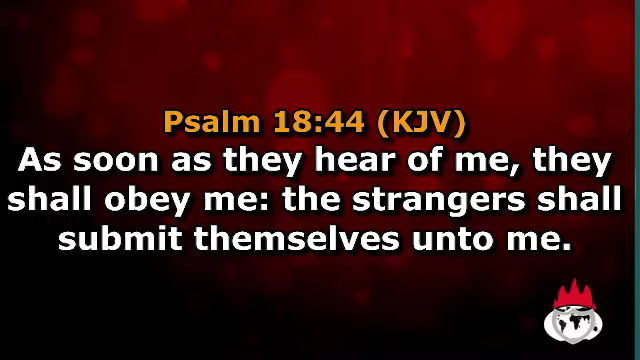 Psalm 18:44 (KJV)
As soon as they hear of me, they
shall obey me: the strangers shall
submit themselves unto me.